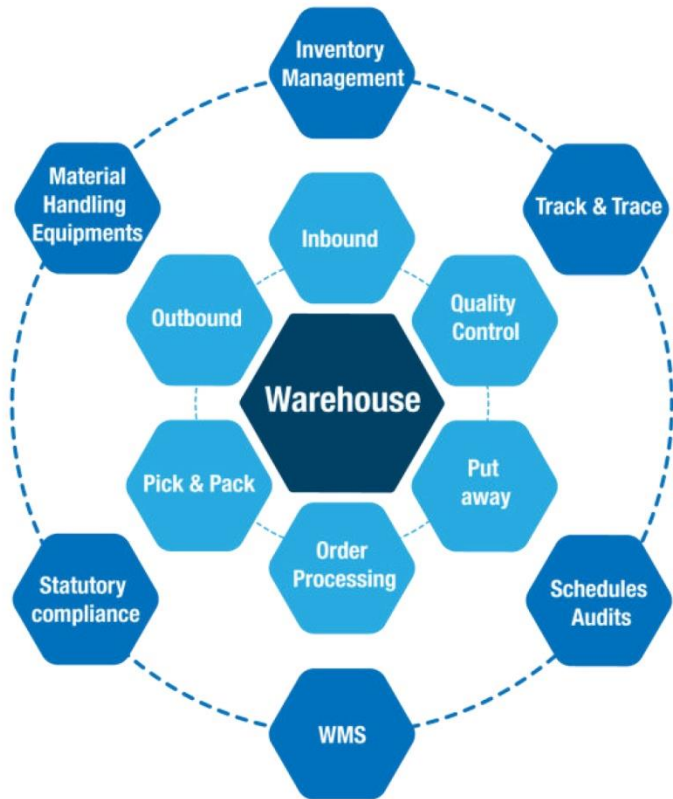 Inventory
Management
Material
Handling
Equipments
Track & Trace
Inbound
Outbound
Quality
Control
Warehouse
Pick & Pack
Put
away
Order
Processing
Statutory
compliance
Schedules
Audits
WMS